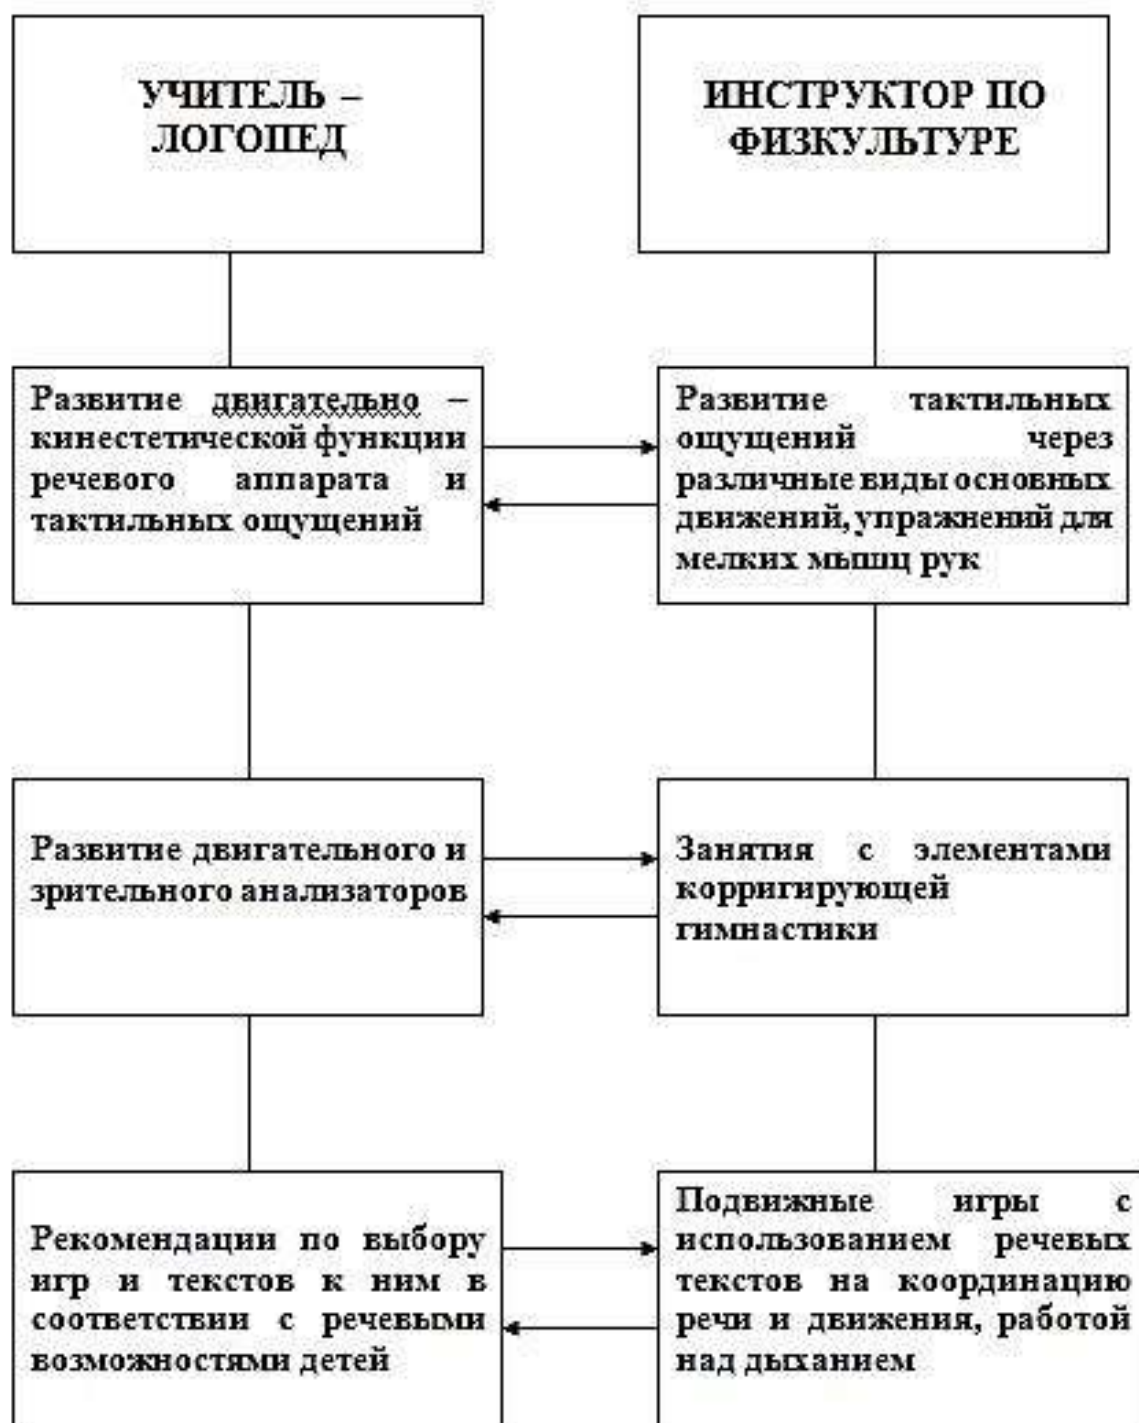 УЧИТЕЛЬ –
ЛОГОПЕД
ИНСТРУКТОР ПО
ФИЗКУЛЬТУРЕ
Развитие двигательно –
кинестетической функции
речевого аппарата и
тактильных ощущений
Развитие тактильных
ощущений через
различные виды основных
движений, упражнений для
мелких мышц рук
Развитие двигательного и
зрительного анализаторов
Занятия с элементами
корригирующей
гимнастики
Рекомендации по выбору
игр и текстов к ним в
соответствии с речевыми
возможностями детей
Подвижные игры с
использованием речевых
текстов на координацию
речи и движения, работой
над дыханием